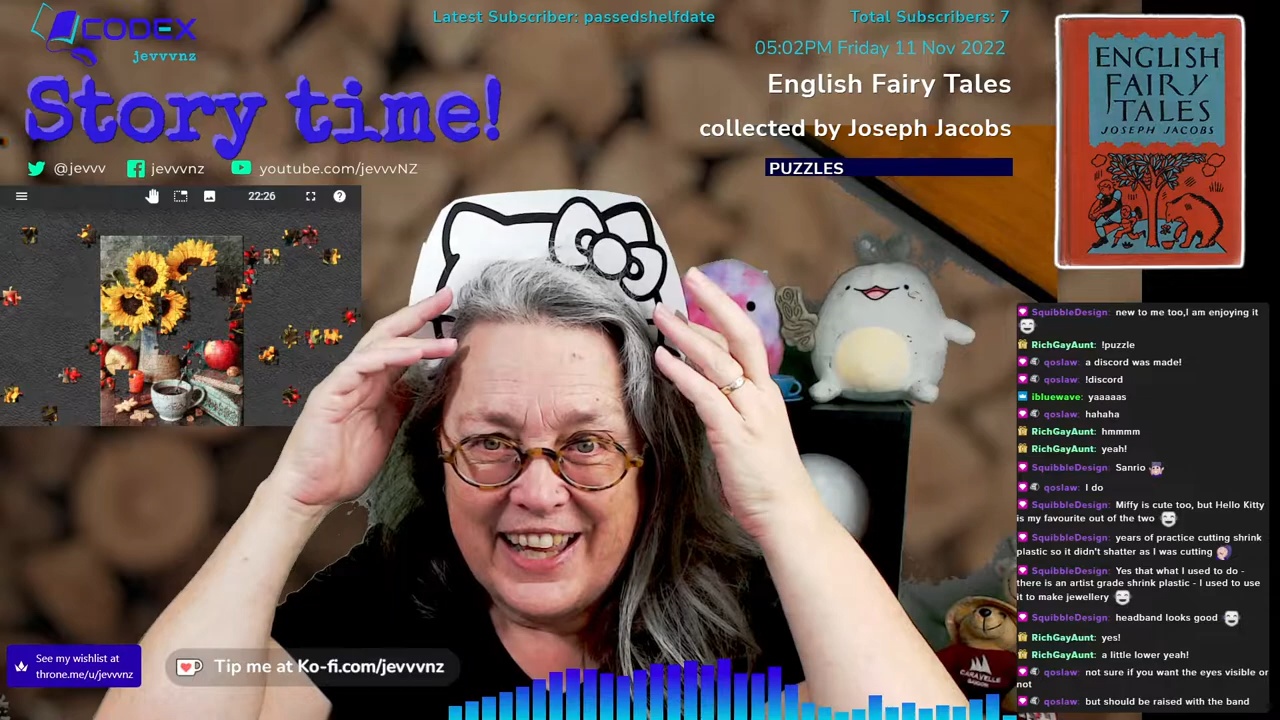 CODEX
jevvvnz
Story time!
@jevvv
jevvvnz
youtube.com/jevvvNZ
Latest Subscriber: passedshelfdate
Total Subscribers: 7
05:02PM Friday 11 Nov 2022
English Fairy Tales
collected by Joseph Jacobs
PUZZLES
ENGLISH
FAIRY
TALES
JOSEPH JACOBS
22:26
SquibbleDesign: new to me too,I am enjoying it
RichGayAunt: !puzzle
qoslaw: a discord was made!
qoslaw: !discord
ibluewave: yaaaaas
qoslaw: hahaha
RichGayAunt: hmmmm
RichGayAunt: yeah!
SquibbleDesign: Sanrio
qoslaw: I do
SquibbleDesign: Miffy is cute too, but Hello Kitty
is my favourite out of the two
SquibbleDesign: years of practice cutting shrink
plastic so it didn't shatter as I was cutting
SquibbleDesign: Yes that what I used to do -
there is an artist grade shrink plastic - I used to use
it to make jewellery
SquibbleDesign: headband looks good
RichGayAunt: yes!
RichGayAunt: a little lower yeah!
qoslaw: not sure if you want the eyes visible or
not
qoslaw: but should be raised with the band
CARAVELLE
SAIGON
See my wishlist at
throne.me/u/jevvvnz
Tip me at Ko-fi.com/jevvvnz